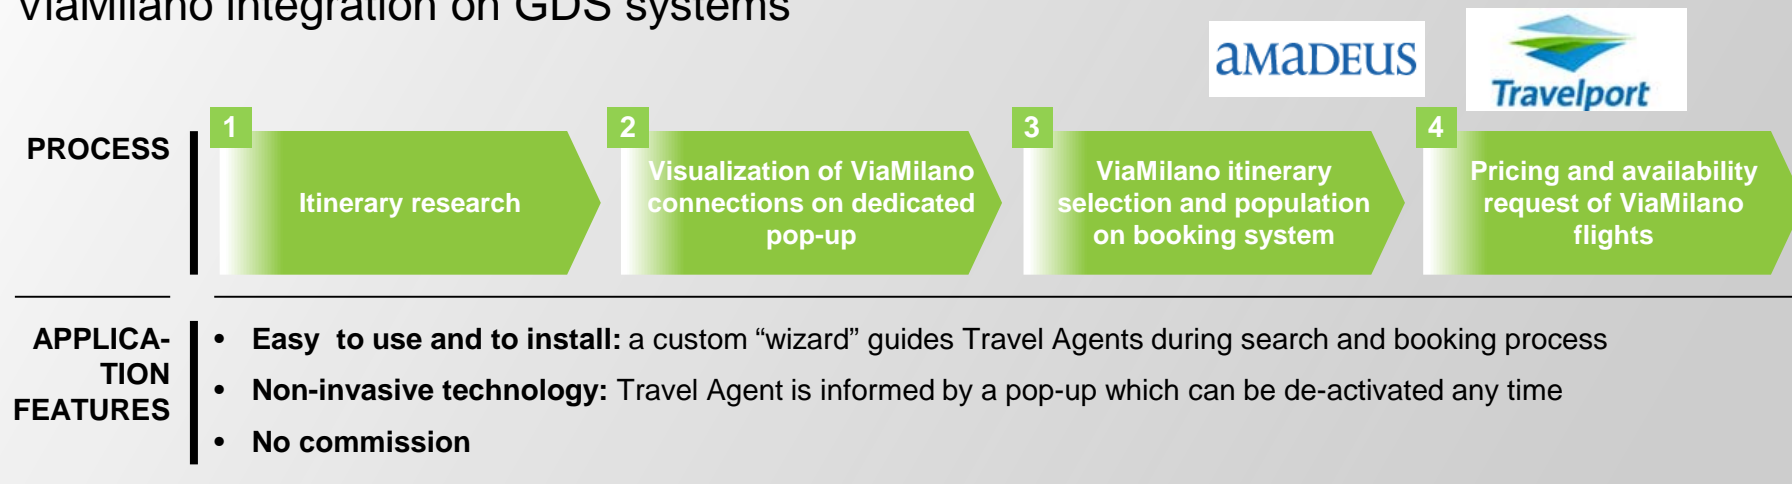 ViaMilano integration on GDS systems
amadeus
Travelport
PROCESS
1
Itinerary research
2
Visualization of ViaMilano
connections on dedicated
pop-up
3
ViaMilano itinerary
selection and population
on booking system
4
Pricing and availability
request of ViaMilano
flights
APPLICA-
TION
FEATURES
• Easy  to use and to install: a custom “wizard” guides Travel Agents during search and booking process
• Non-invasive technology: Travel Agent is informed by a pop-up which can be de-activated any time
• No commission